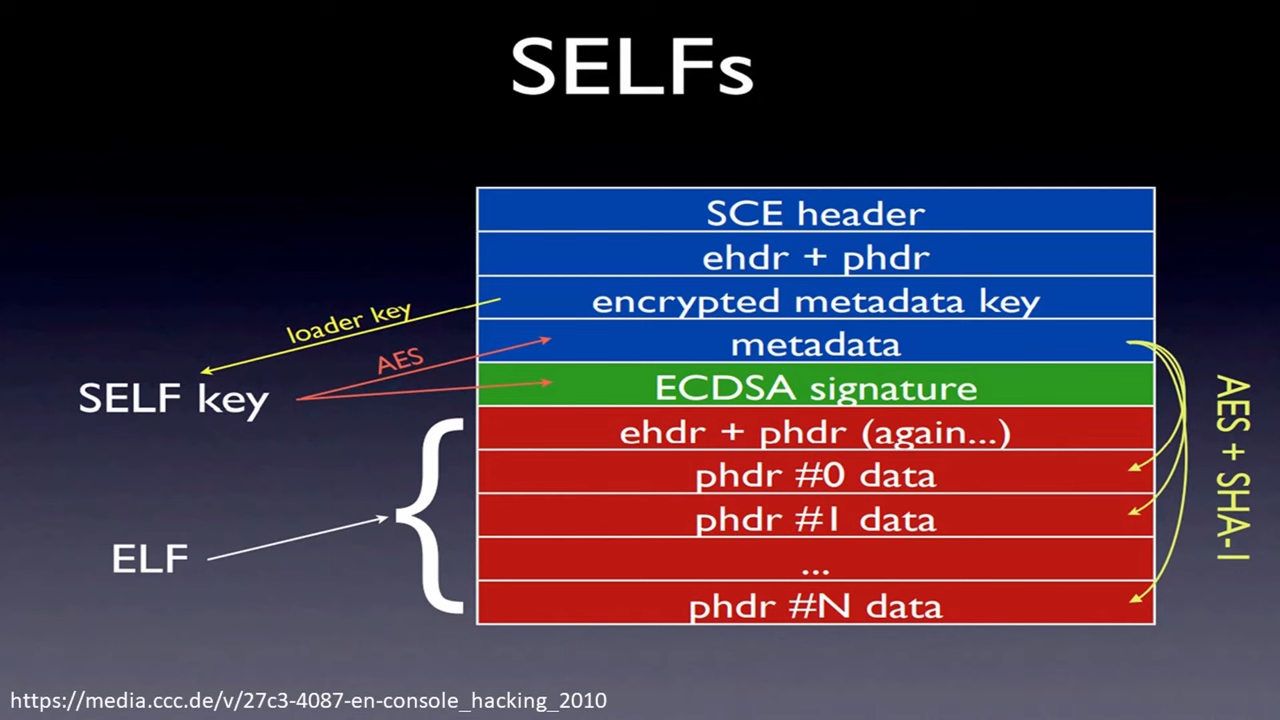 SELFs
SCE header
ehdr + phdr
encrypted metadata key
metadata
ECDSA signature
ehdr + phdr (again...)
phdr #0 data
phdr #1 data
...
phdr #N data
loader key
AES
SELF key
ELF
{
AES + SHA-1
https://media.ccc.de/v/27c3-4087-en-console_hacking_2010